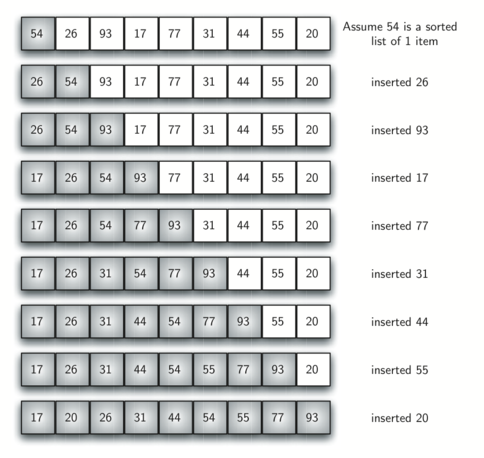 54 26 93 17 77 31 44 55 20 Assume 54 is a sorted
list of 1 item
26 54 93 17 77 31 44 55 20 inserted 26
26 54 93 17 77 31 44 55 20 inserted 93
17 26 54 93 77 31 44 55 20 inserted 17
17 26 54 77 93 31 44 55 20 inserted 77
17 26 31 54 77 93 44 55 20 inserted 31
17 26 31 44 54 77 93 55 20 inserted 44
17 26 31 44 54 55 77 93 20 inserted 55
17 20 26 31 44 54 55 77 93 inserted 20